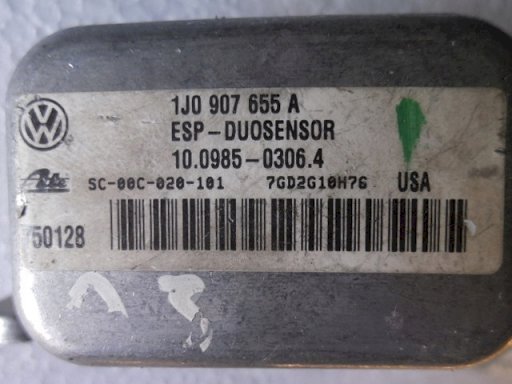 1J0 907 655 A
ESP-DUOSENSOR
10.0985-0306.4
Ate SC-00C-020-101 7GD2G10H76 USA
50128